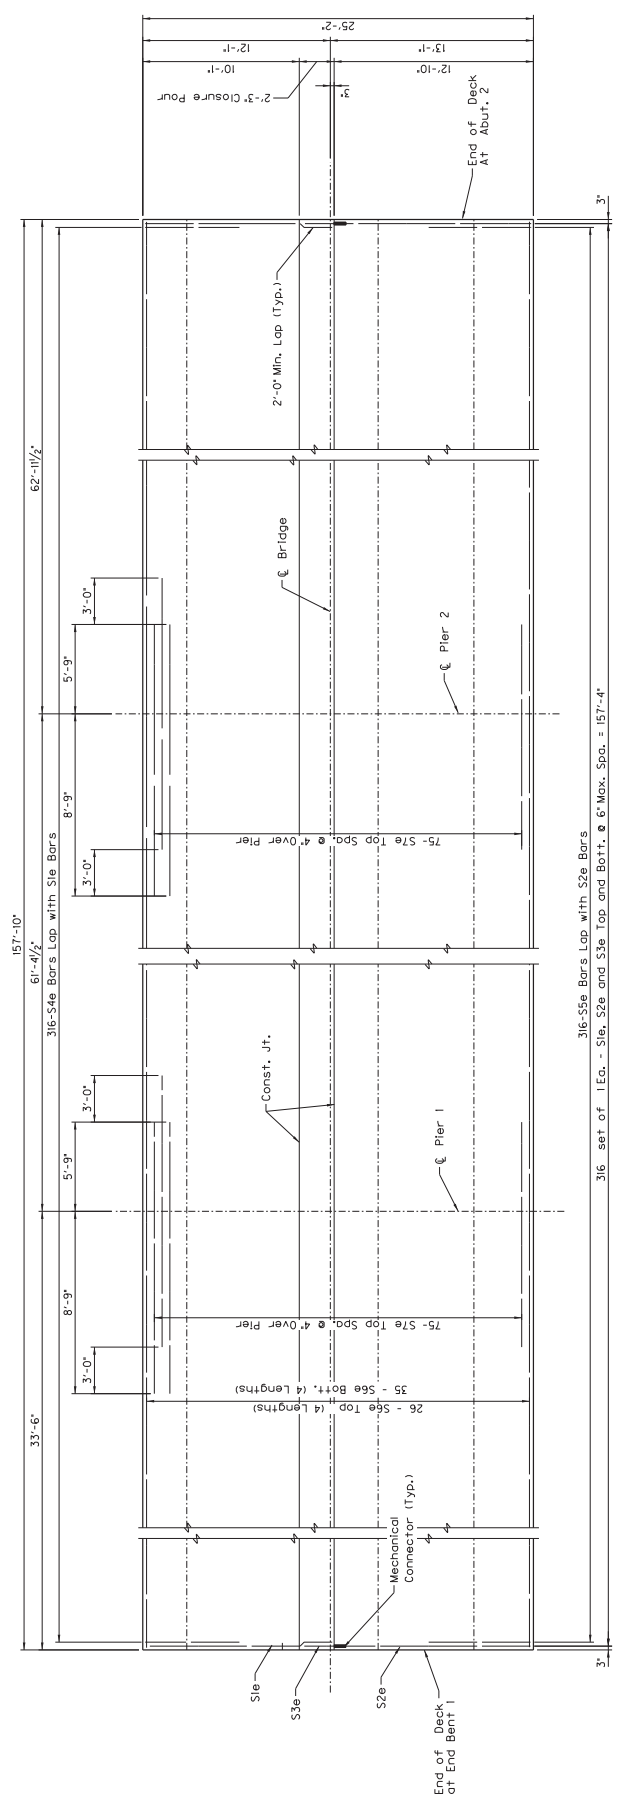 25'-2"
12'-1"
13'-1"
10'-1"
12'-10"
2'-3" Closure
Pour
3"
End of Deck
At Abut. 2
3"
2'-0" Min. Lap (Typ.)
62'-11½"
℄ Bridge
3'-0"
5'-9"
℄ Pier 2
8'-9"
75- S7e Top Spa. @ 4" Over Pier
3'-0"
157'-10"
61'-4½"
316-S4e Bars Lap with S1e Bars
316-S5e Bars Lap with S2e Bars
316 set of 1 Ea. - S1e, S2e and S3e Top and Bott. @ 6" Max. Spa. = 157'-4"
Const. Jt.
3'-0"
5'-9"
℄ Pier 1
8'-9"
75- S7e Top Spa. @ 4" Over Pier
3'-0"
35 - S6e Bott. (4 Lengths)
26 - S6e Top (4 Lengths)
33'-6"
Mechanical
Connector (Typ.)
S1e
S3e
S2e
3"
End of Deck
at End Bent 1